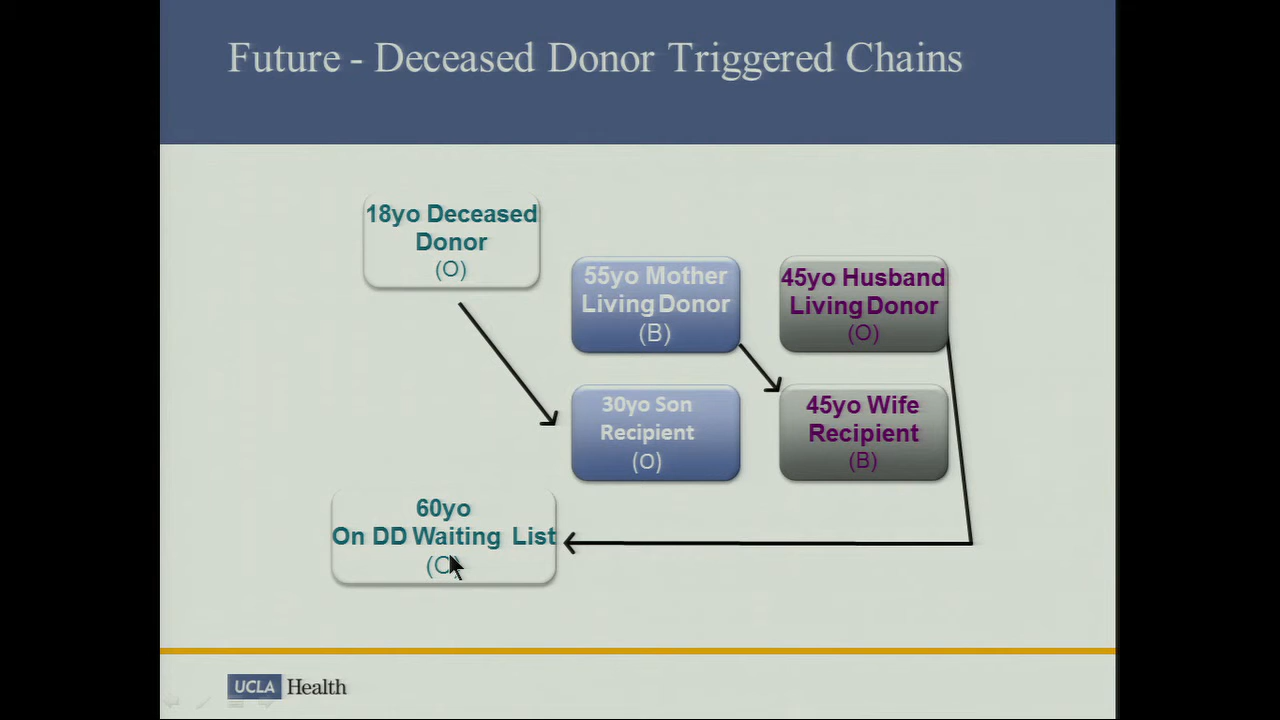 Future - Deceased Donor Triggered Chains
18yo Deceased
Donor
(O)
55yo Mother
Living Donor
(B)
45yo Husband
Living Donor
(O)
30yo Son
Recipient
(O)
45yo Wife
Recipient
(B)
60yo
On DD Waiting List
UCLA Health